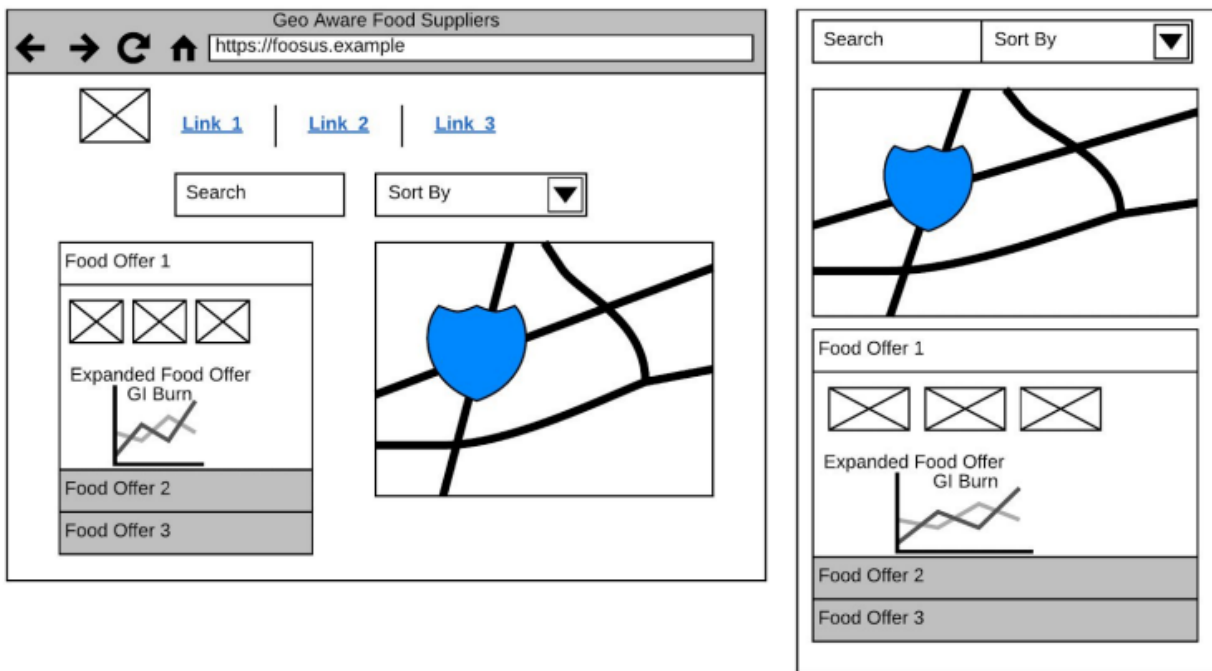 Geo Aware Food Suppliers
https://foosus.example
Link 1
Link 2
Link 3
Search
Sort By
Food Offer 1
Expanded Food Offer
GI Burn
Food Offer 2
Food Offer 3
Search
Sort By
Food Offer 1
Expanded Food Offer
GI Burn
Food Offer 2
Food Offer 3